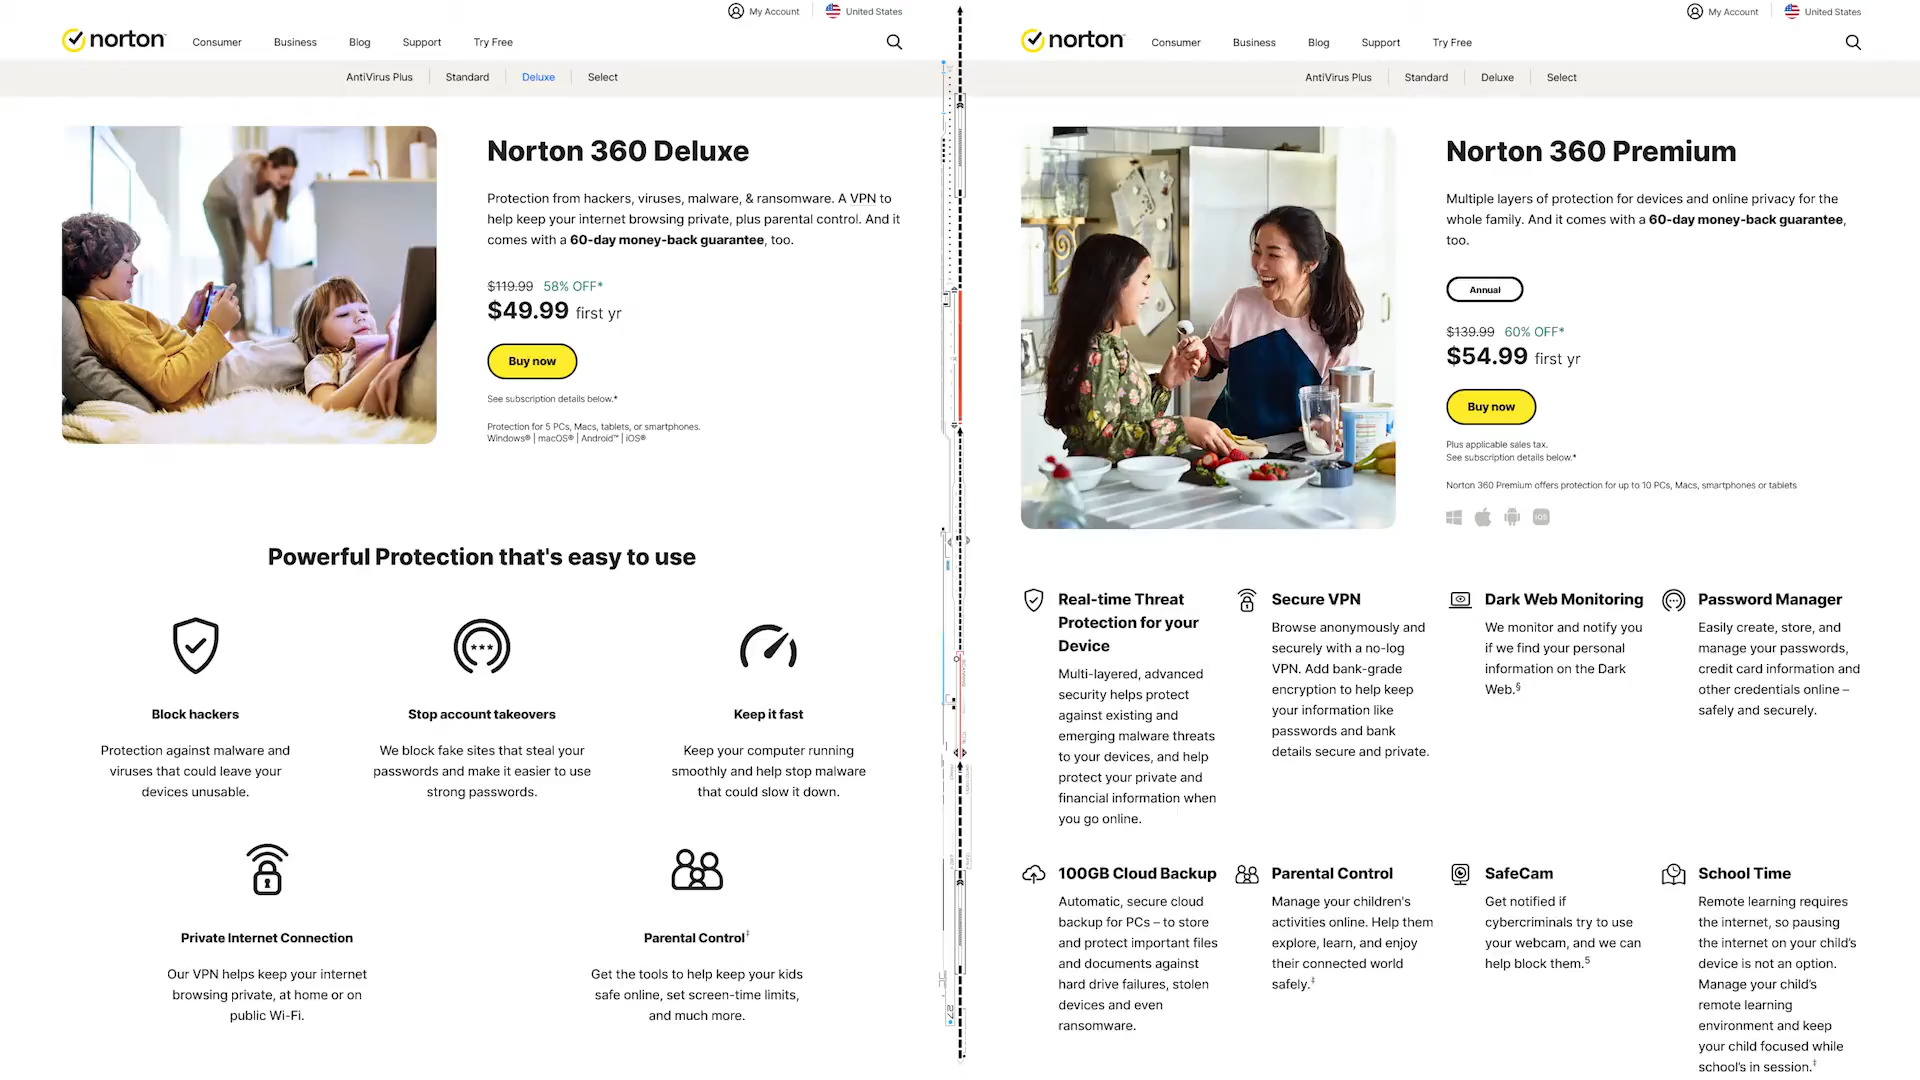 My Account
United States
norton
Consumer
Business
Blog
Support
Try Free
AntiVirus Plus
Standard
Deluxe
Select
Norton 360 Deluxe
Protection from hackers, viruses, malware, & ransomware. A VPN to
help keep your internet browsing private, plus parental control. And it
comes with a 60-day money-back guarantee, too.
$119.99 58% OFF*
$49.99 first yr
Buy now
See subscription details below.*
Protection for 5 PCs, Macs, tablets, or smartphones.
Windows® | macOS® | Android™ | iOS®
Powerful Protection that's easy to use
Block hackers
Protection against malware and
viruses that could leave your
devices unusable.
Stop account takeovers
We block fake sites that steal your
passwords and make it easier to use
strong passwords.
Keep it fast
Keep your computer running
smoothly and help stop malware
that could slow it down.
Private Internet Connection
Our VPN helps keep your internet
browsing private, at home or on
public Wi-Fi.
Parental Control‡
Get the tools to help keep your kids
safe online, set screen-time limits,
and much more.
My Account
United States
norton
Consumer
Business
Blog
Support
Try Free
AntiVirus Plus
Standard
Deluxe
Select
Norton 360 Premium
Multiple layers of protection for devices and online privacy for the
whole family. And it comes with a 60-day money-back guarantee,
too.
Annual
$139.99 60% OFF*
$54.99 first yr
Buy now
Plus applicable sales tax.
See subscription details below.*
Norton 360 Premium offers protection for up to 10 PCs, Macs, smartphones or tablets
iOS
Real-time Threat
Protection for your
Device
Multi-layered, advanced
security helps protect
against existing and
emerging malware threats
to your devices, and help
protect your private and
financial information when
you go online.
Secure VPN
Browse anonymously and
securely with a no-log
VPN. Add bank-grade
encryption to help keep
your information like
passwords and bank
details secure and private.
Dark Web Monitoring
We monitor and notify you
if we find your personal
information on the Dark
Web.§
Password Manager
Easily create, store, and
manage your passwords,
credit card information and
other credentials online –
safely and securely.
100GB Cloud Backup
Automatic, secure cloud
backup for PCs – to store
and protect important files
and documents against
hard drive failures, stolen
devices and even
ransomware.
Parental Control
Manage your children's
activities online. Help them
explore, learn, and enjoy
their connected world
safely.‡
SafeCam
Get notified if
cybercriminals try to use
your webcam, and we can
help block them.5
School Time
Remote learning requires
the internet, so pausing
the internet on your child's
device is not an option.
Manage your child's
remote learning
environment and keep
your child focused while
school's in session.‡